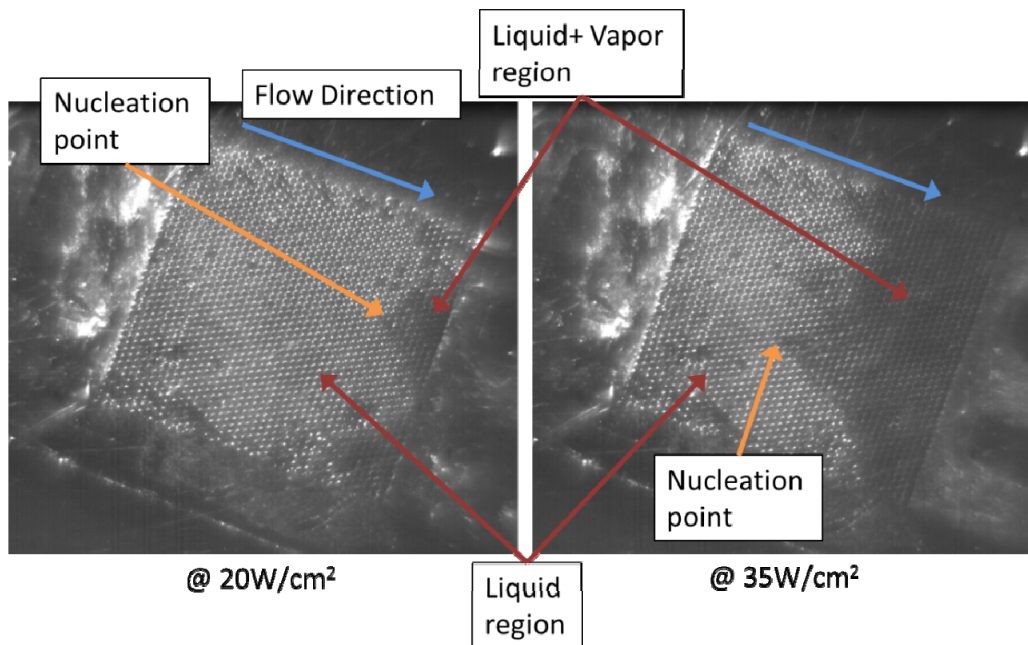 Liquid+ Vapor
region
Nucleation
point
Flow Direction
Nucleation
point
@ 20W/cm²
@ 35W/cm²
Liquid
region